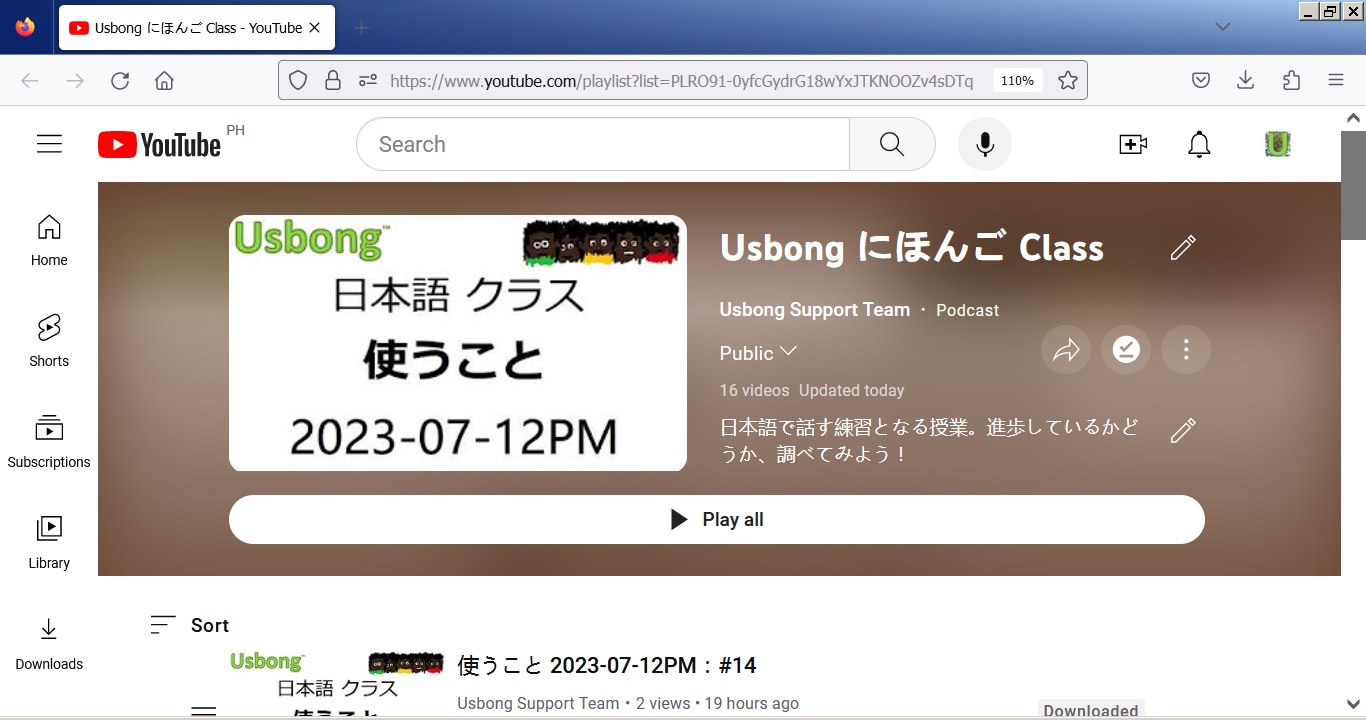 Usbong にほんご Class - YouTube
https://www.youtube.com/playlist?list=PLRO91-0yfcGydrG18wYxJTKNOOZv4sDTq
110%
YouTube PH
Search
Home
Shorts
Subscriptions
Library
Downloads
Usbong™
日本語 クラス
使うこと
2023-07-12PM
Usbong にほんご Class
Usbong Support Team · Podcast
Public
16 videos Updated today
日本語で話す練習となる授業。進歩しているかど
うか、調べてみよう！
Play all
Sort
Usbong™
日本語 クラス
使うこと
使うこと 2023-07-12PM：#14
Usbong Support Team • 2 views • 19 hours ago
Downloaded